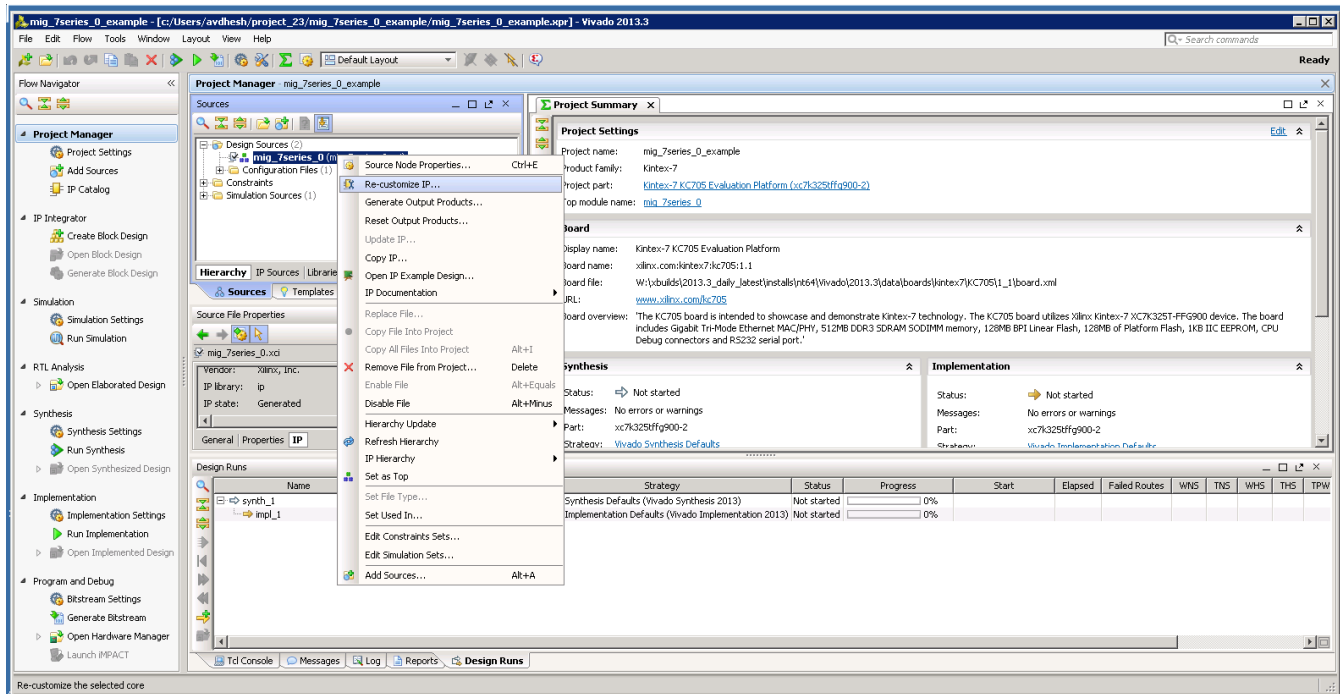 mig_7series_0_example - [c:/Users/avdhesh/project_23/mig_7series_0_example/mig_7series_0_example.xpr] - Vivado 2013.3
File Edit Flow Tools Window Layout View Help
Q- Search commands
Default Layout
Ready
Flow Navigator
Project Manager
Project Settings
Add Sources
IP Catalog
IP Integrator
Create Block Design
Open Block Design
Generate Block Design
Simulation
Simulation Settings
Run Simulation
RTL Analysis
Open Elaborated Design
Synthesis
Synthesis Settings
Run Synthesis
Open Synthesized Design
Implementation
Implementation Settings
Run Implementation
Open Implemented Design
Program and Debug
Bitstream Settings
Generate Bitstream
Open Hardware Manager
Launch iMPACT
Project Manager - mig_7series_0_example
Sources
Design Sources (2)
mig_7series_0
Configuration Files (1)
Constraints
Simulation Sources (1)
Hierarchy IP Sources Librarie
Sources Templates
Source File Properties
mig_7series_0.xci
Vendor: Xilinx, Inc.
IP library: ip
IP state: Generated
General Properties IP
Source Node Properties... Ctrl+E
Re-customize IP...
Generate Output Products...
Reset Output Products...
Update IP...
Copy IP...
Open IP Example Design...
IP Documentation
Replace File...
Copy File Into Project
Copy All Files Into Project Alt+I
Remove File from Project... Delete
Enable File Alt+Equals
Disable File Alt+Minus
Hierarchy Update
Refresh Hierarchy
IP Hierarchy
Set as Top
Set File Type...
Set Used In...
Edit Constraints Sets...
Edit Simulation Sets...
Add Sources... Alt+A
Project Summary
Project Settings Edit
Project name: mig_7series_0_example
Product family: Kintex-7
Project part: Kintex-7 KC705 Evaluation Platform (xc7k325tffg900-2)
Top module name: mig_7series_0
Board
Display name: Kintex-7 KC705 Evaluation Platform
Board name: xilinx.com:kintex7:kc705:1.1
Board file: W:\xbuilds\2013.3_daily_latest\installs\nt64\Vivado\2013.3\data\boards\kintex7\KC705\1_1\board.xml
URL: www.xilinx.com/kc705
Board overview: 'The KC705 board is intended to showcase and demonstrate Kintex-7 technology. The KC705 board utilizes Xilinx Kintex-7 XC7K325T-FFG900 device. The board
includes Gigabit Tri-Mode Ethernet MAC/PHY, 512MB DDR3 SDRAM SODIMM memory, 128MB BPI Linear Flash, 128MB of Platform Flash, 1KB IIC EEPROM, CPU
Debug connectors and RS232 serial port.'
Synthesis
Status: Not started
Messages: No errors or warnings
Part: xc7k325tffg900-2
Strategy: Vivado Synthesis Defaults
Implementation
Status: Not started
Messages: No errors or warnings
Part: xc7k325tffg900-2
Strategy: Vivado Implementation Defaults
Design Runs
Name Strategy Status Progress Start Elapsed Failed Routes WNS TNS WHS THS TPW
synth_1 Synthesis Defaults (Vivado Synthesis 2013) Not started 0%
impl_1 Implementation Defaults (Vivado Implementation 2013) Not started 0%
Tcl Console Messages Log Reports Design Runs
Re-customize the selected core